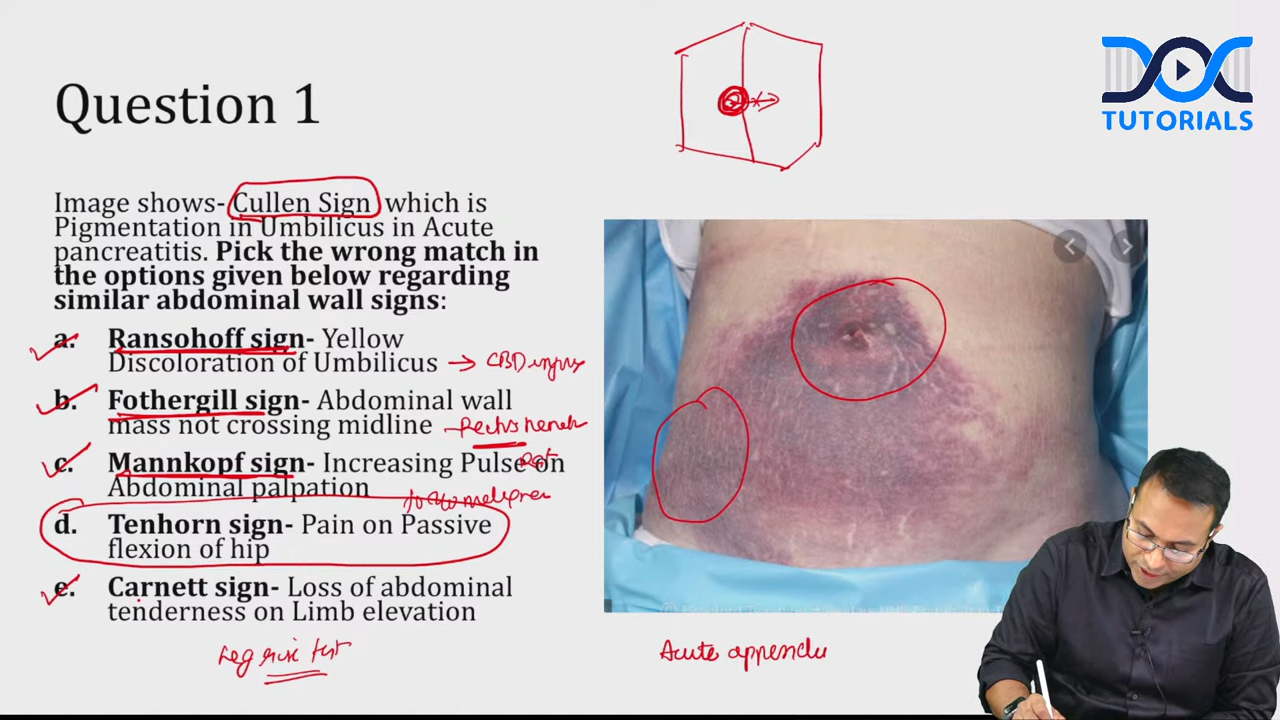 TUTORIALS
Question 1
Image shows- Cullen Sign which is
Pigmentation in Umbilicus in Acute
pancreatitis. Pick the wrong match in
the options given below regarding
similar abdominal wall signs:
a. Ransohoff sign- Yellow
Discoloration of Umbilicus → CBD
b. Fothergill sign- Abdominal wall
mass not crossing midline
c. Mannkopf sign- Increasing Pulse on
Abdominal palpation
d. Tenhorn sign- Pain on Passive
flexion of hip
e. Carnett sign- Loss of abdominal
tenderness on Limb elevation
Leg
Acute